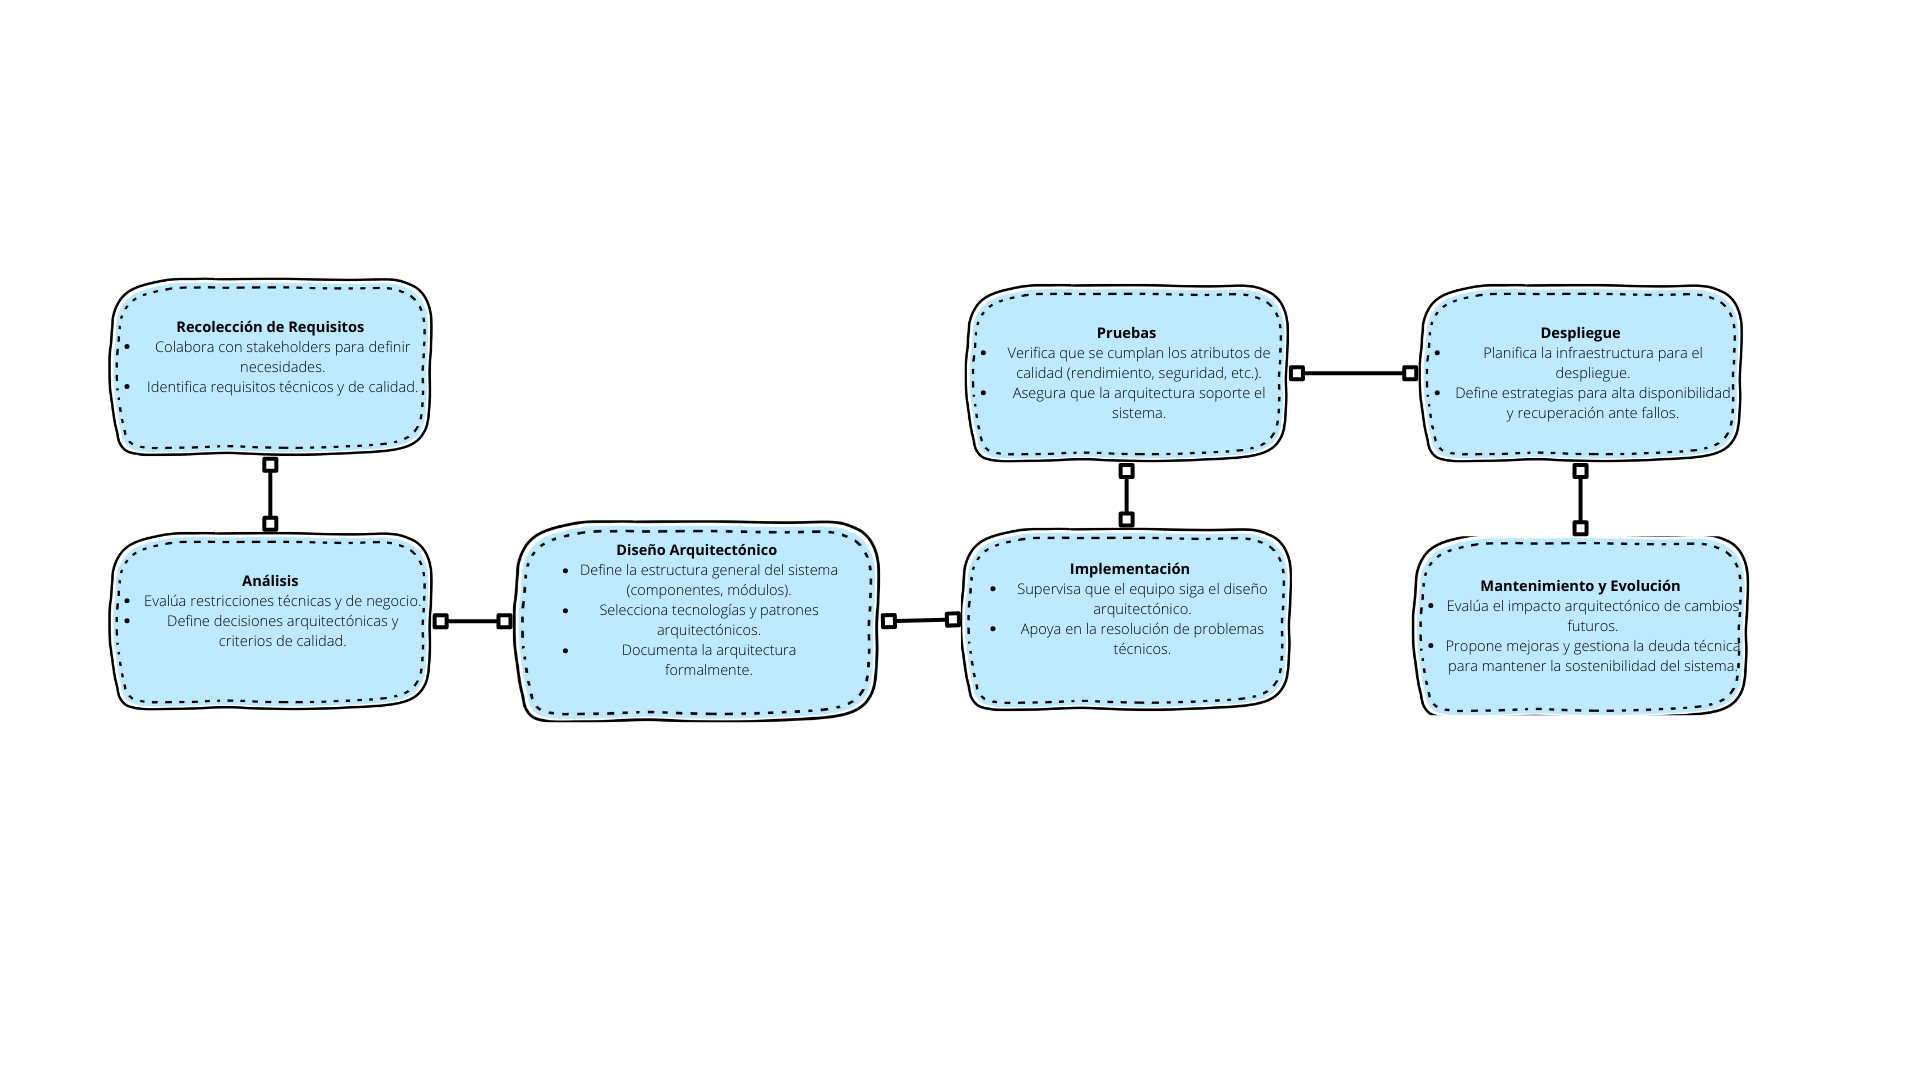 Recolección de Requisitos
• Colabora con stakeholders para definir
necesidades.
• Identifica requisitos técnicos y de calidad.
Análisis
• Evalúa restricciones técnicas y de negocio.
• Define decisiones arquitectónicas y
criterios de calidad.
Diseño Arquitectónico
• Define la estructura general del sistema
(componentes, módulos).
• Selecciona tecnologías y patrones
arquitectónicos.
• Documenta la arquitectura
formalmente.
Implementación
• Supervisa que el equipo siga el diseño
arquitectónico.
• Apoya en la resolución de problemas
técnicos.
Pruebas
• Verifica que se cumplan los atributos de
calidad (rendimiento, seguridad, etc.).
• Asegura que la arquitectura soporte el
sistema.
Despliegue
• Planifica la infraestructura para el
despliegue.
• Define estrategias para alta disponibilidad
y recuperación ante fallos.
Mantenimiento y Evolución
• Evalúa el impacto arquitectónico de cambios
futuros.
• Propone mejoras y gestiona la deuda técnica
para mantener la sostenibilidad del sistema.